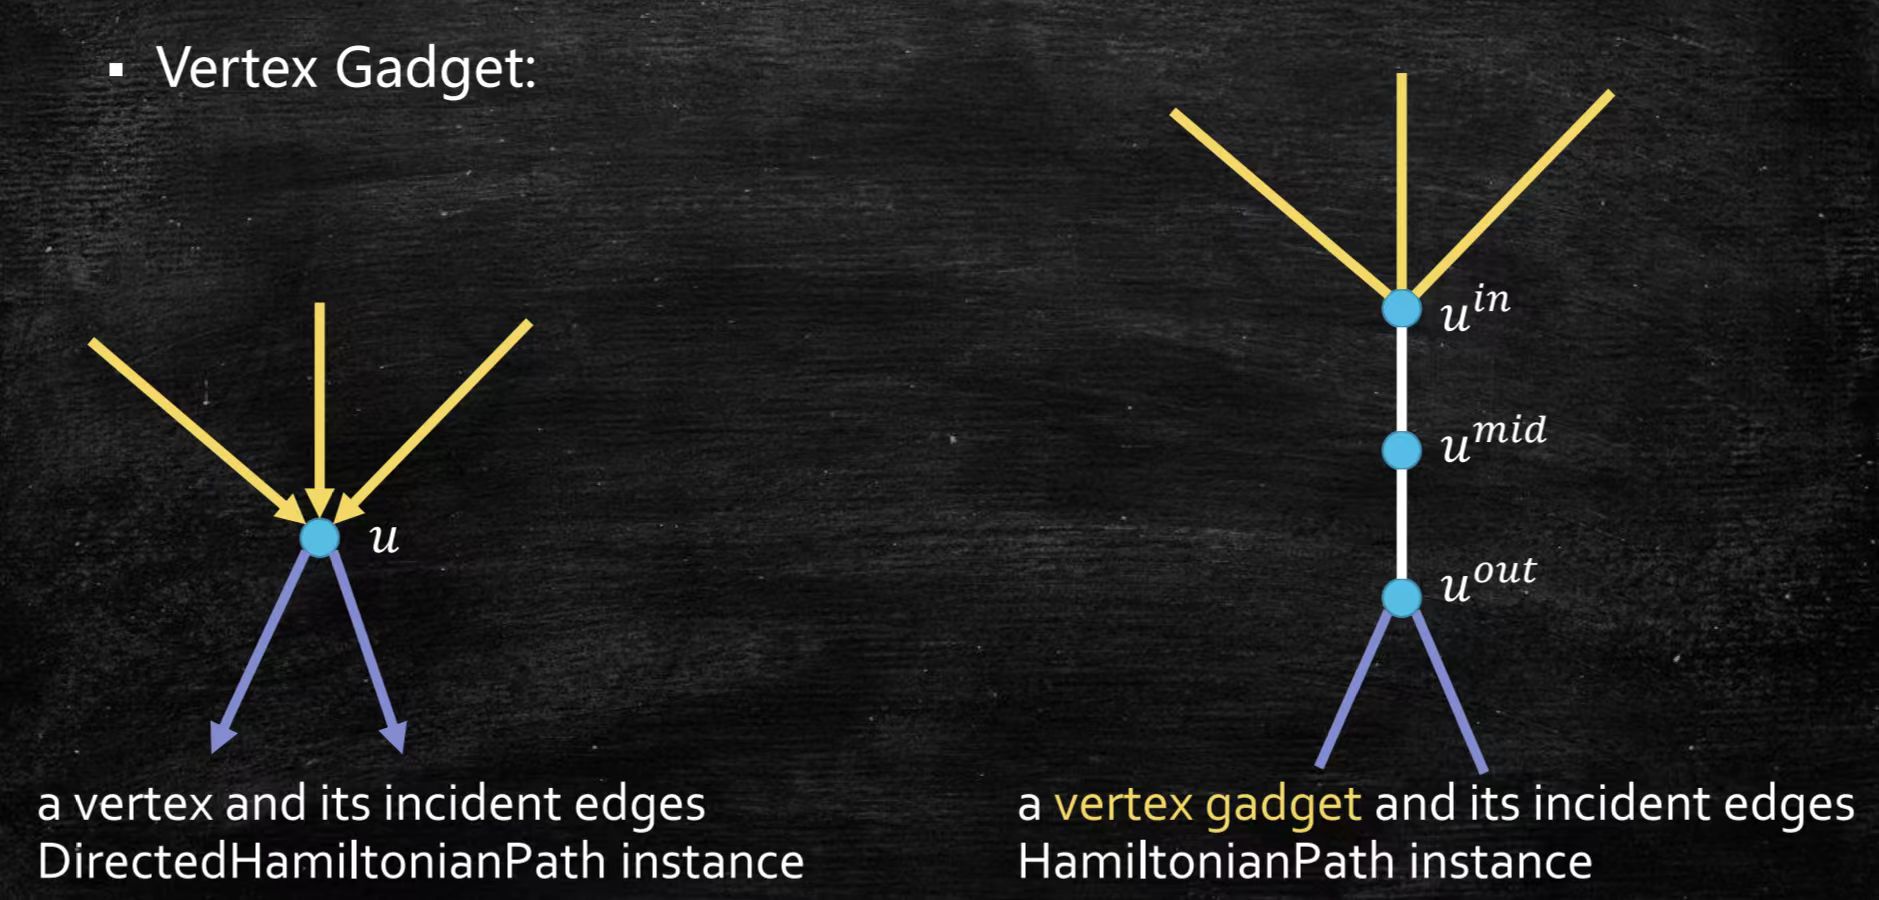 ▪ Vertex Gadget:
u
u^{in}
u^{mid}
u^{out}
a vertex and its incident edges
DirectedHamiltonianPath instance
a vertex gadget and its incident edges
HamiltonianPath instance